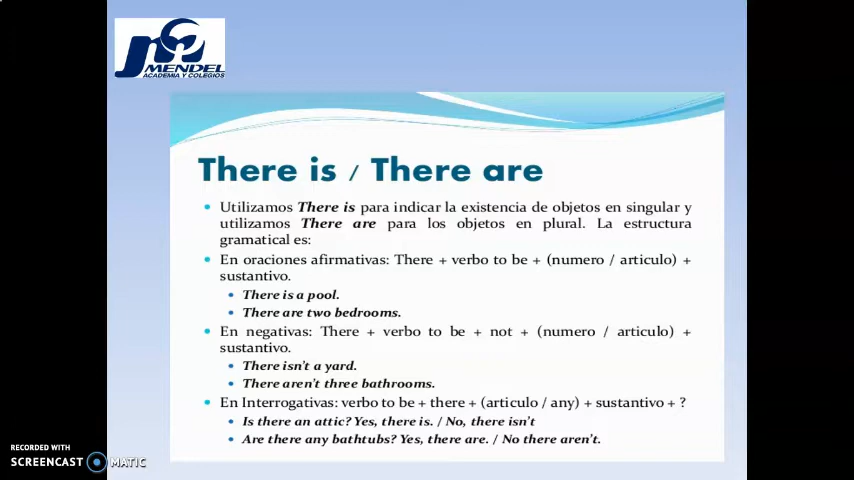 MENDEL
ACADEMIA Y COLEGIOS
There is / There are
Utilizamos There is para indicar la existencia de objetos en singular y
utilizamos There are para los objetos en plural. La estructura
gramatical es:
En oraciones afirmativas: There + verbo to be + (numero / articulo) +
sustantivo.
There is a pool.
There are two bedrooms.
En negativas: There + verbo to be + not + (numero / articulo) +
sustantivo.
There isn't a yard.
There aren't three bathrooms.
En Interrogativas: verbo to be + there + (articulo / any) + sustantivo + ?
Is there an attic? Yes, there is. / No, there isn't
Are there any bathtubs? Yes, there are. / No there aren't.
RECORDED WITH
SCREENCAST MATIC